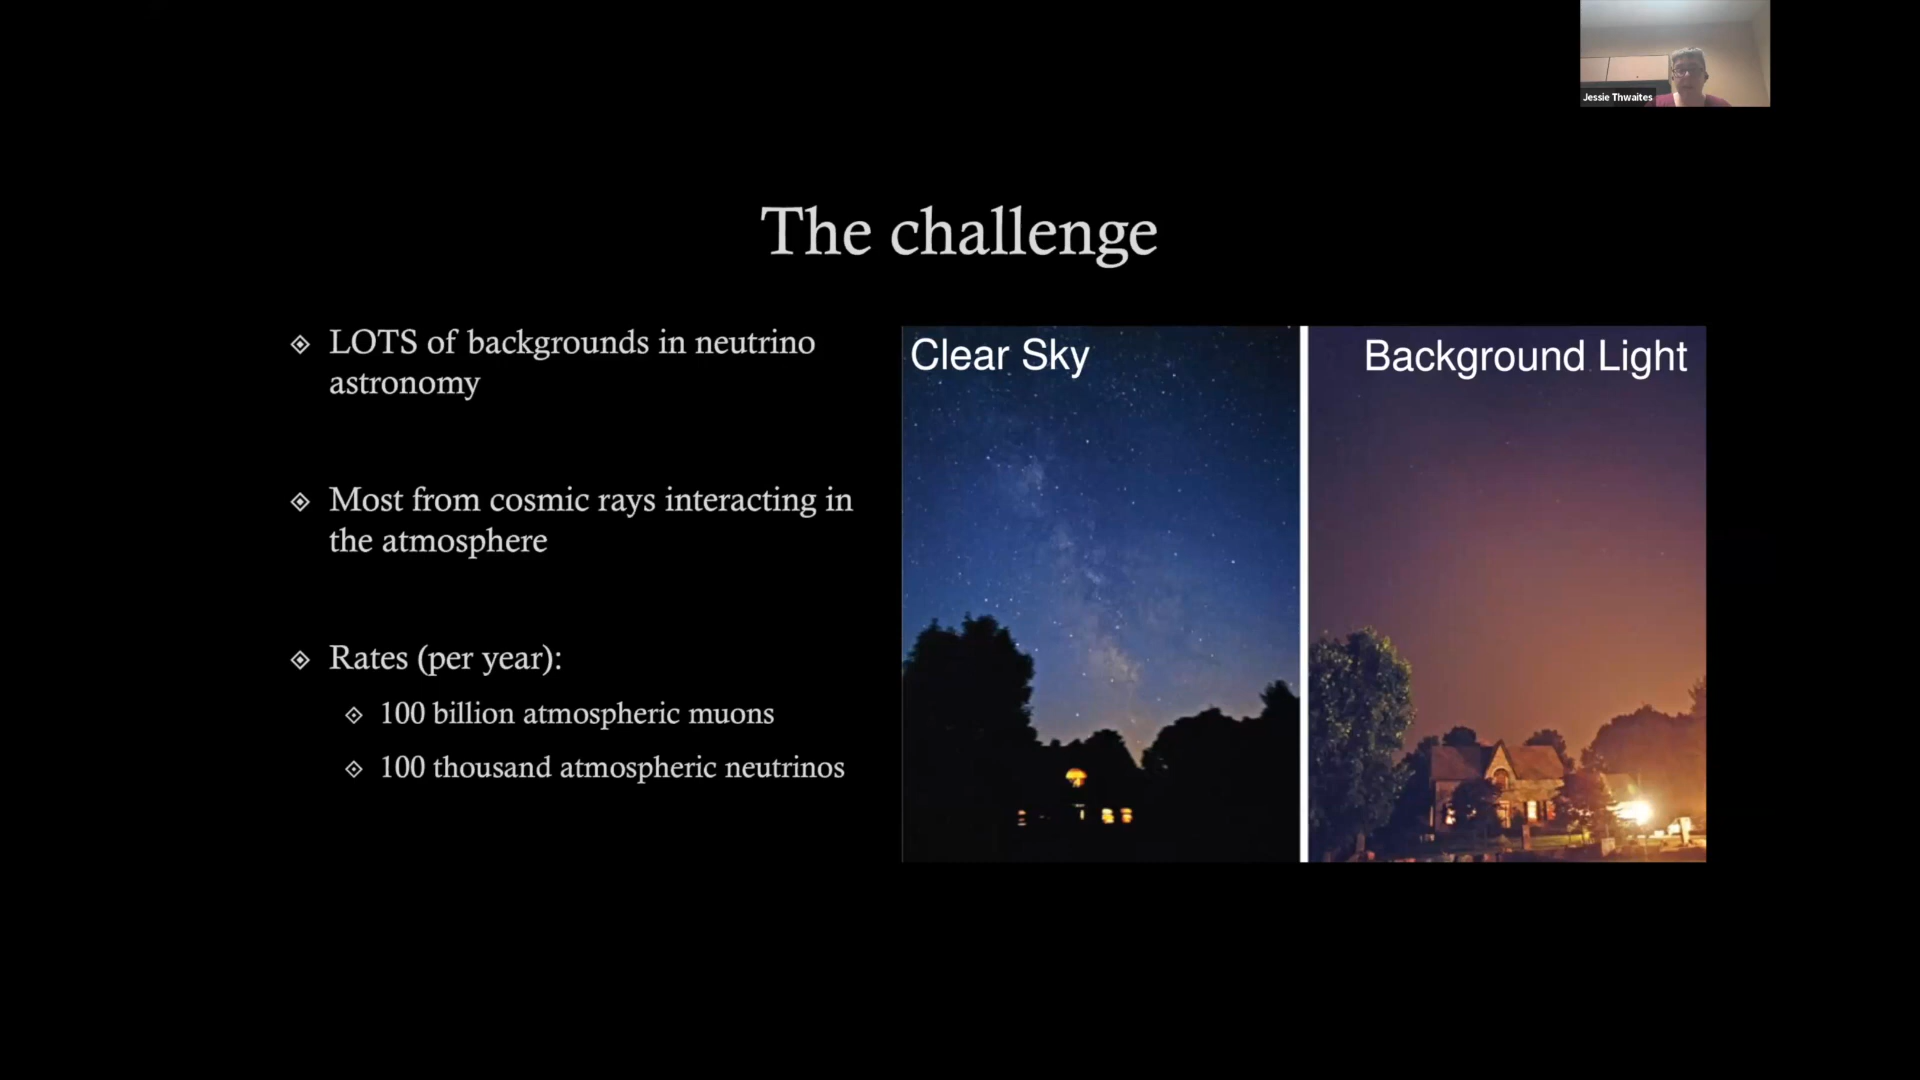 Jessie Thwaites
The challenge
LOTS of backgrounds in neutrino
astronomy
Most from cosmic rays interacting in
the atmosphere
Rates (per year):
100 billion atmospheric muons
100 thousand atmospheric neutrinos
Clear Sky
Background Light